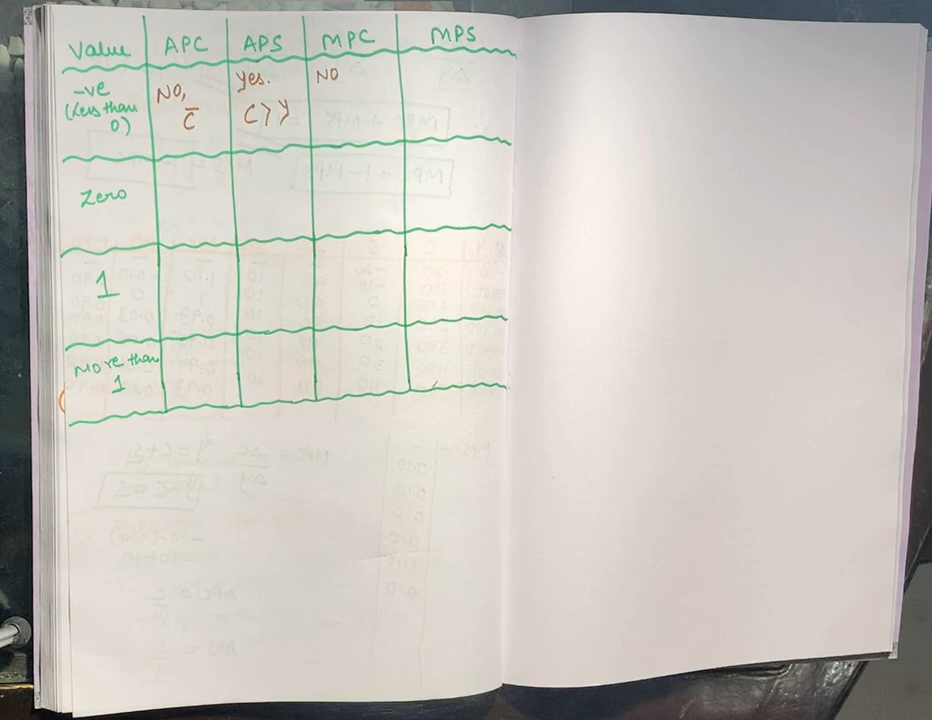 Value APC APS MPC MPS
-ve NO, Yes. NO
(Less than C̅ C>Y
0)
Zero
1
More than
1